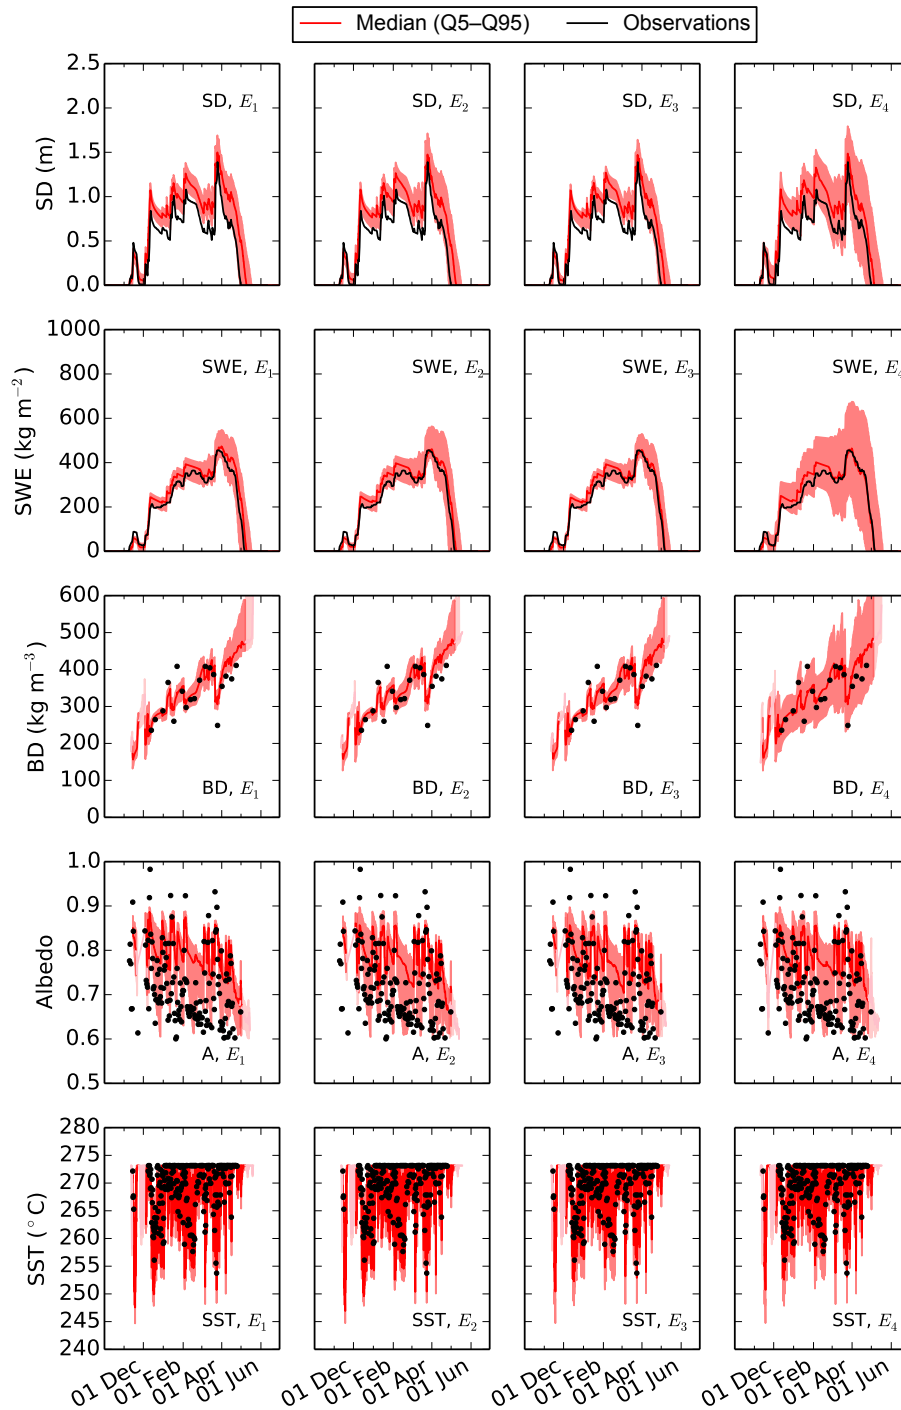 Median (Q5–Q95) Observations
SD (m)
2.5
2.0
1.5
1.0
0.5
0.0
SD, E1
SD, E2
SD, E3
SD, E4
SWE (kg m−2)
1000
800
600
400
200
0
SWE, E1
SWE, E2
SWE, E3
SWE, E4
BD (kg m−3)
600
500
400
300
200
100
0
BD, E1
BD, E2
BD, E3
BD, E4
Albedo
1.0
0.9
0.8
0.7
0.6
0.5
A, E1
A, E2
A, E3
A, E4
SST (°C)
280
275
270
265
260
255
250
245
240
SST, E1
SST, E2
SST, E3
SST, E4
01 Dec 01 Feb 01 Apr 01 Jun 01 Dec 01 Feb 01 Apr 01 Jun 01 Dec 01 Feb 01 Apr 01 Jun 01 Dec 01 Feb 01 Apr 01 Jun